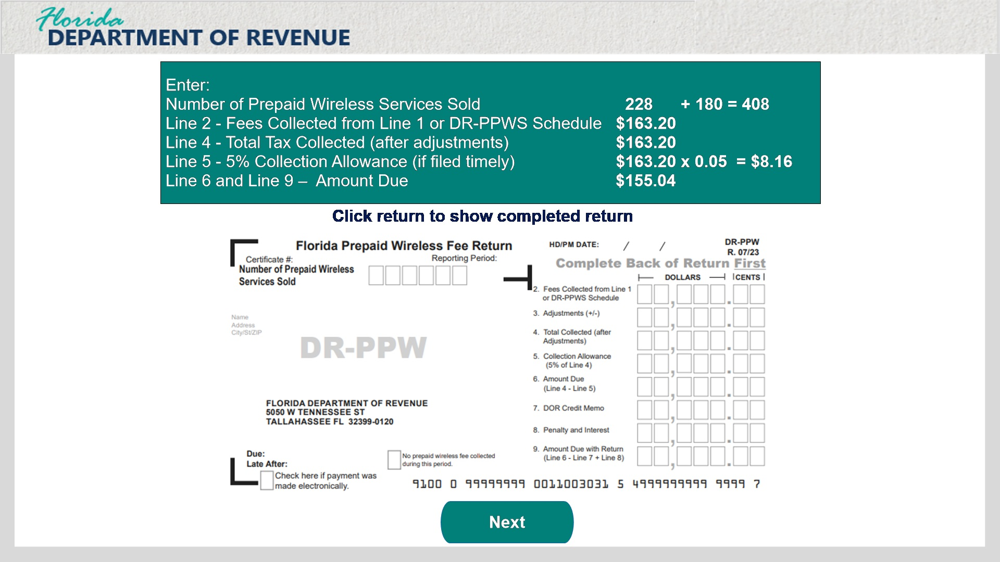 Florida
DEPARTMENT OF REVENUE
Enter:
Number of Prepaid Wireless Services Sold 228 + 180 = 408
Line 2 - Fees Collected from Line 1 or DR-PPWS Schedule $163.20
Line 4 - Total Tax Collected (after adjustments) $163.20
Line 5 - 5% Collection Allowance (if filed timely) $163.20 x 0.05 = $8.16
Line 6 and Line 9 – Amount Due $155.04
Click return to show completed return
Florida Prepaid Wireless Fee Return
Certificate #: Reporting Period:
Number of Prepaid Wireless
Services Sold
Name
Address
City/St/ZIP
DR-PPW
FLORIDA DEPARTMENT OF REVENUE
5050 W TENNESSEE ST
TALLAHASSEE FL 32399-0120
Due:
Late After:
Check here if payment was
made electronically.
No prepaid wireless fee collected
during this period.
HD/PM DATE: / /
DR-PPW
R. 07/23
Complete Back of Return First
DOLLARS CENTS
2. Fees Collected from Line 1
or DR-PPWS Schedule
3. Adjustments (+/-)
4. Total Collected (after
Adjustments)
5. Collection Allowance
(5% of Line 4)
6. Amount Due
(Line 4 - Line 5)
7. DOR Credit Memo
8. Penalty and Interest
9. Amount Due with Return
(Line 6 - Line 7 + Line 8)
9100 0 99999999 0011003031 5 4999999999 9999 7
Next